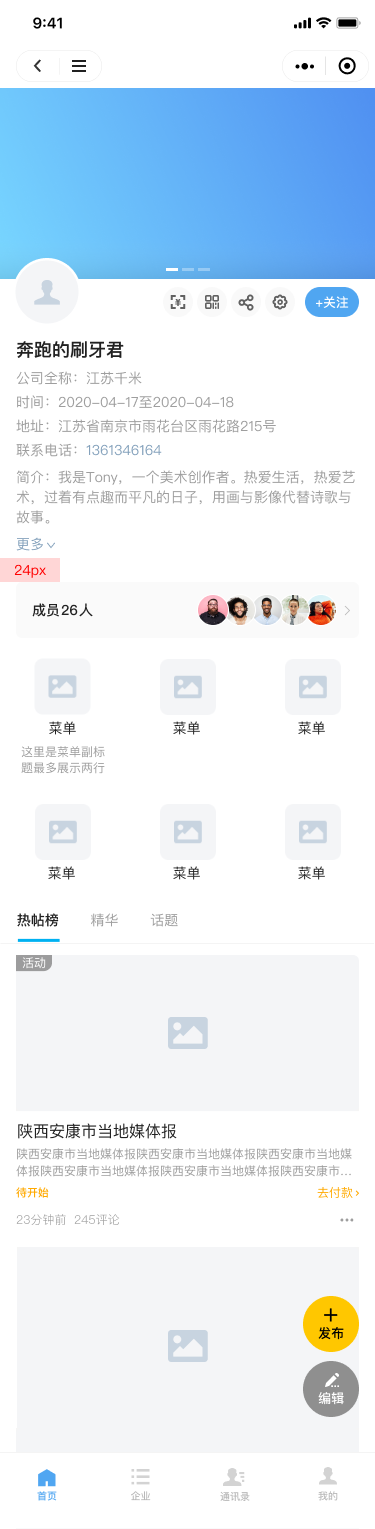 9:41
+关注
奔跑的刷牙君
公司全称：江苏千米
时间：2020-04-17至2020-04-18
地址：江苏省南京市雨花台区雨花路215号
联系电话：1361346164
简介：我是Tony，一个美术创作者。热爱生活，热爱艺
术，过着有点趣而平凡的日子，用画与影像代替诗歌与
故事。
更多
24px
成员26人
菜单 菜单 菜单
这里是菜单副标
题最多展示两行
菜单 菜单 菜单
热帖榜 精华 话题
活动
陕西安康市当地媒体报
陕西安康市当地媒体报陕西安康市当地媒体报陕西安康市当地媒
体报陕西安康市当地媒体报陕西安康市当地媒体报陕西安康市...
待开始 去付款
23分钟前 245评论
发布
编辑
首页 企业 通讯录 我的